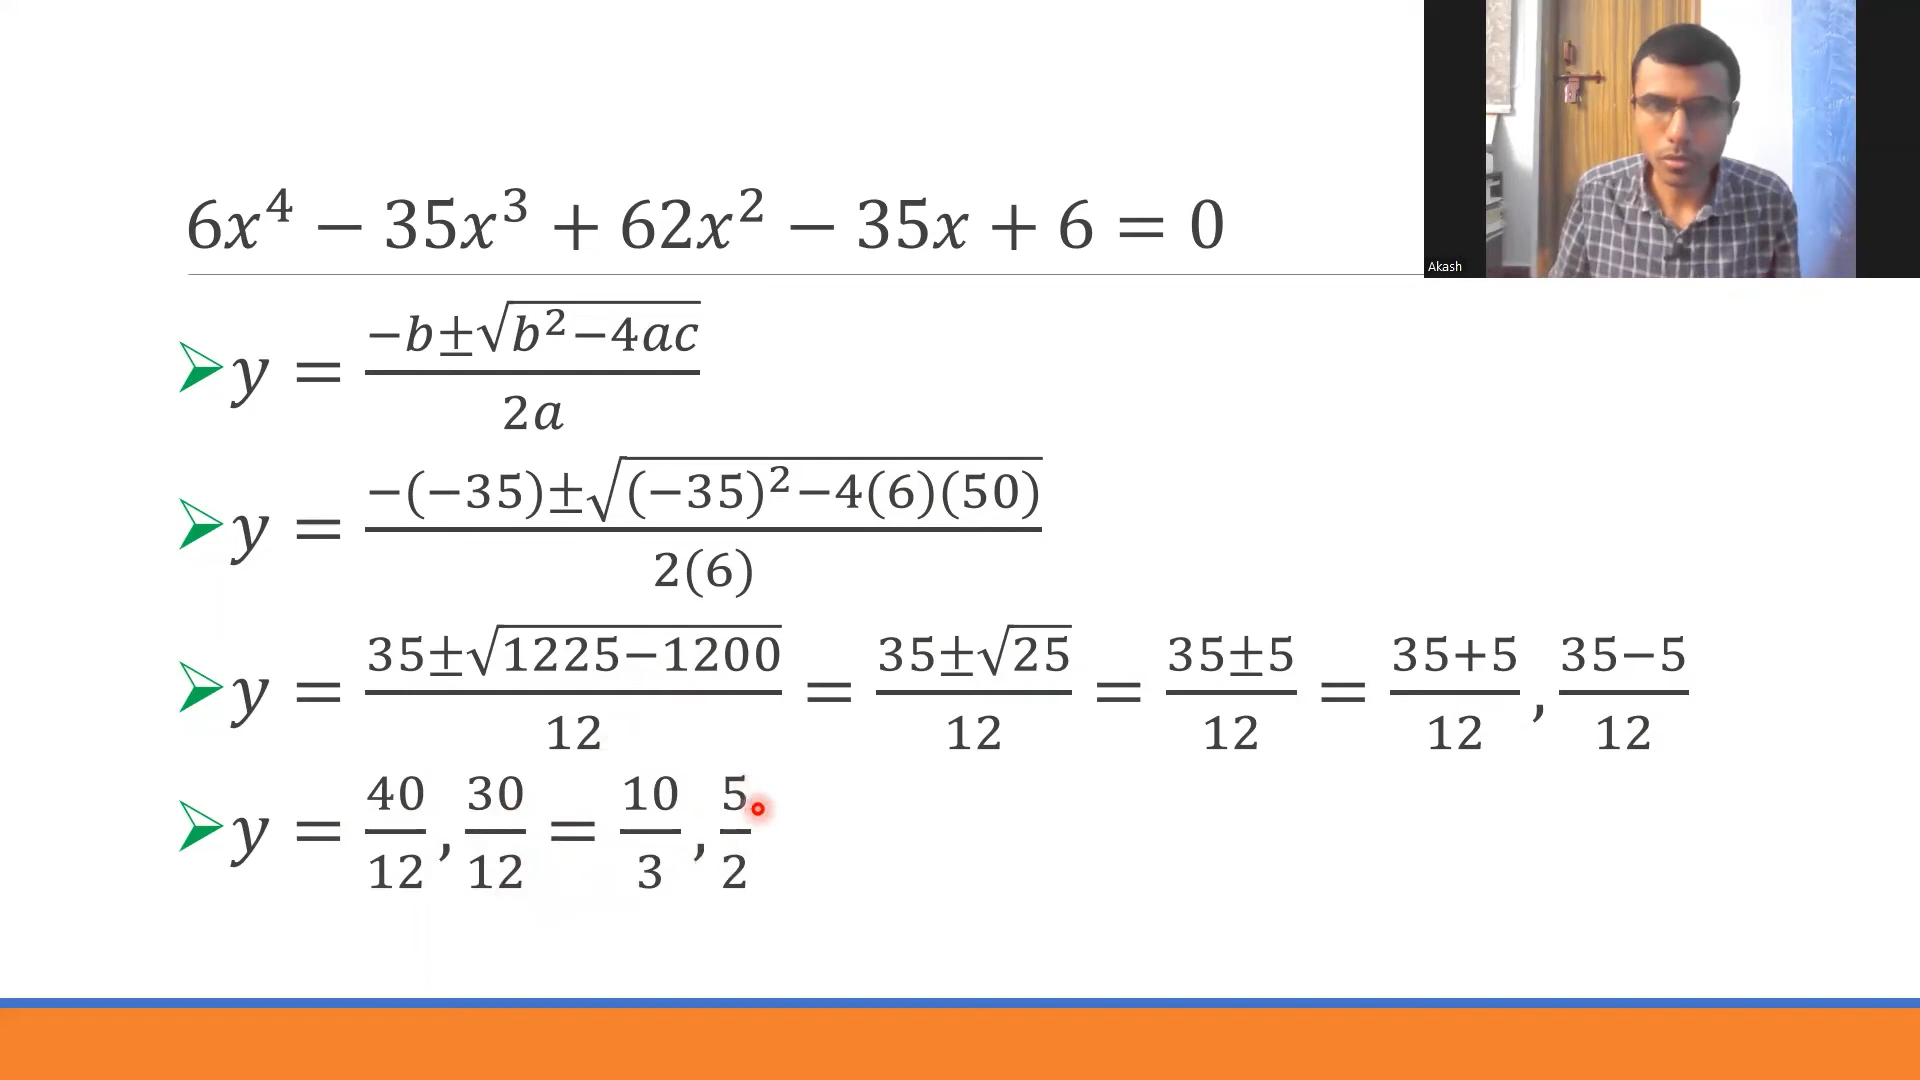 6x⁴ − 35x³ + 62x² − 35x + 6 = 0
Akash
y = (−b±√(b²−4ac))/(2a)
y = (−(−35)±√((−35)²−4(6)(50)))/(2(6))
y = (35±√(1225−1200))/12 = (35±√25)/12 = (35±5)/12 = (35+5)/12 , (35−5)/12
y = 40/12 , 30/12 = 10/3 , 5/2